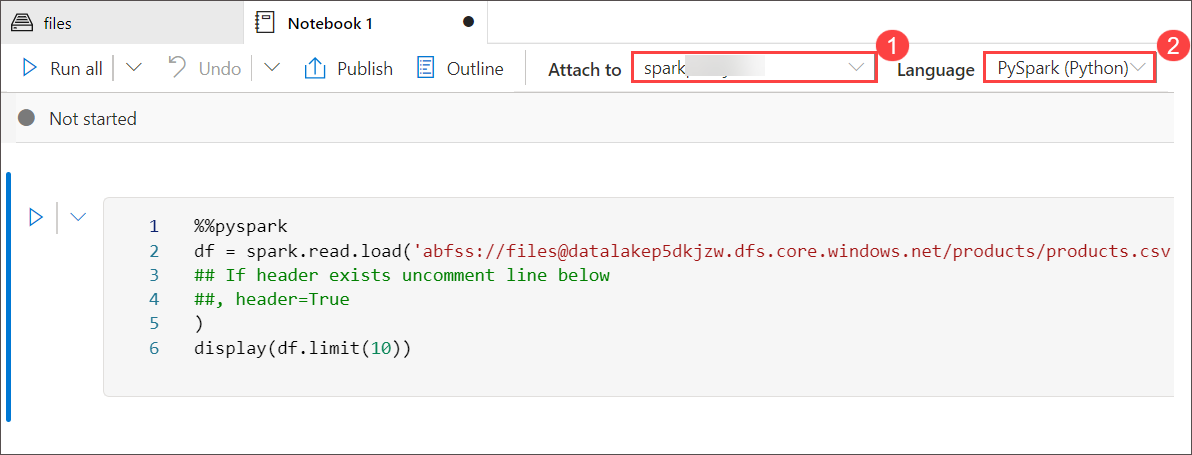 files
Notebook 1
Run all Undo Publish Outline Attach to spark Language PySpark (Python)
1
2
Not started
1 %%pyspark
2 df = spark.read.load('abfss://files@datalakep5dkjzw.dfs.core.windows.net/products/products.csv
3 ## If header exists uncomment line below
4 ##, header=True
5 )
6 display(df.limit(10))